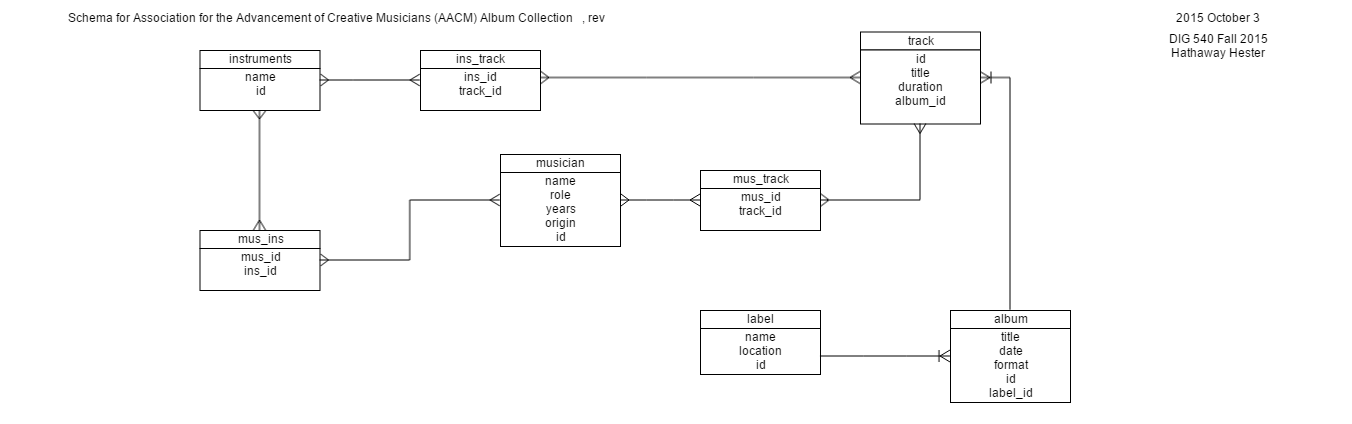 Schema for Association for the Advancement of Creative Musicians (AACM) Album Collection , rev
2015 October 3
DIG 540 Fall 2015
Hathaway Hester
instruments
name
id
ins_track
ins_id
track_id
track
id
title
duration
album_id
musician
name
role
years
origin
id
mus_track
mus_id
track_id
mus_ins
mus_id
ins_id
label
name
location
id
album
title
date
format
id
label_id